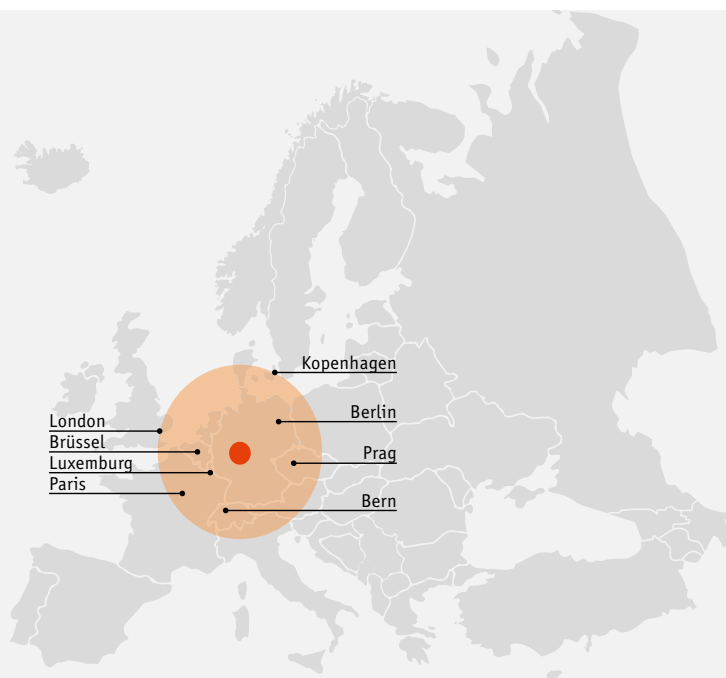 Kopenhagen
Berlin
London
Brüssel
Prag
Luxemburg
Paris
Bern